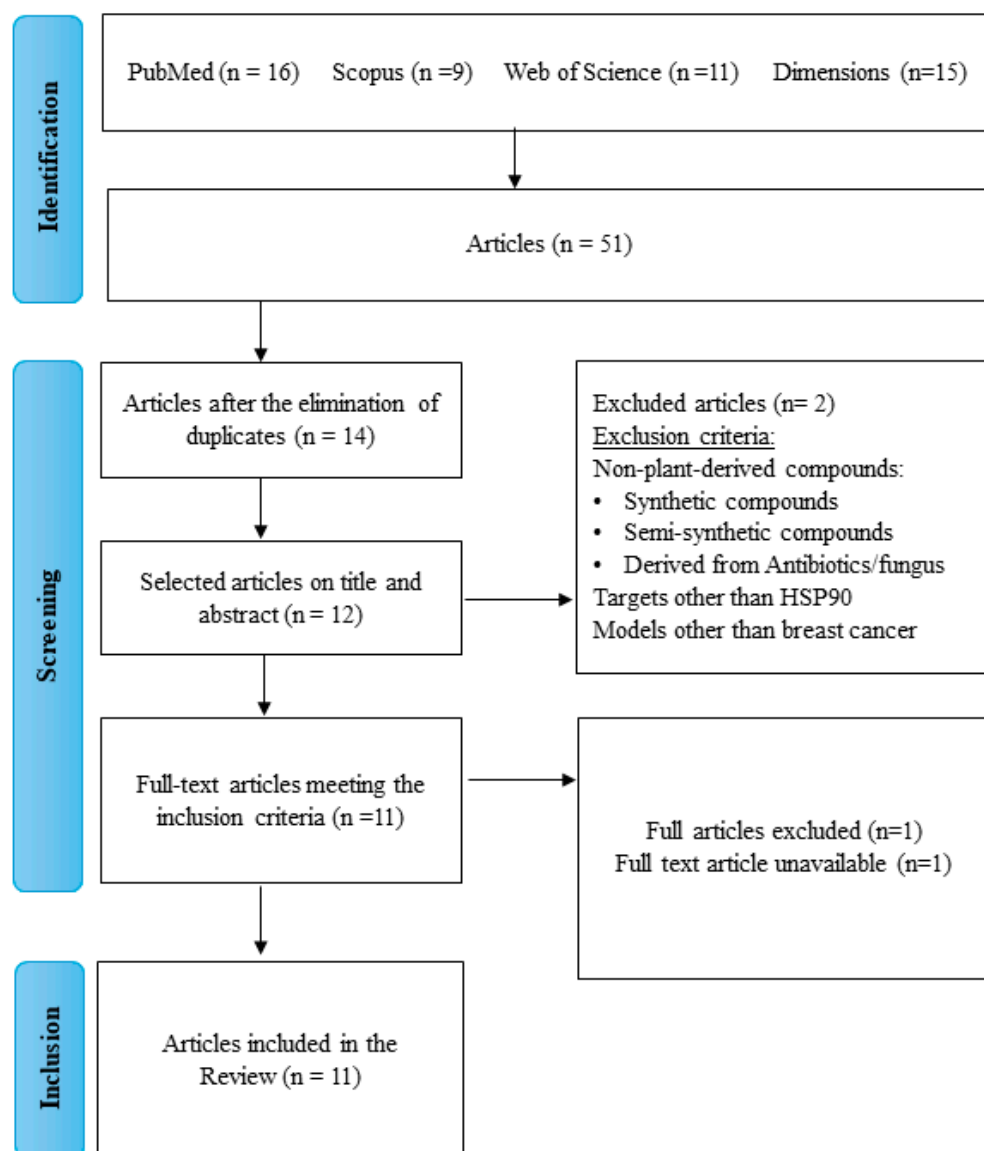 Identification
PubMed (n = 16) Scopus (n =9) Web of Science (n =11) Dimensions (n=15)
Articles (n = 51)
Screening
Articles after the elimination of
duplicates (n = 14)
Selected articles on title and
abstract (n = 12)
Excluded articles (n= 2)
Exclusion criteria:
Non-plant-derived compounds:
• Synthetic compounds
• Semi-synthetic compounds
• Derived from Antibiotics/fungus
Targets other than HSP90
Models other than breast cancer
Full-text articles meeting the
inclusion criteria (n =11)
Full articles excluded (n=1)
Full text article unavailable (n=1)
Inclusion
Articles included in the
Review (n = 11)